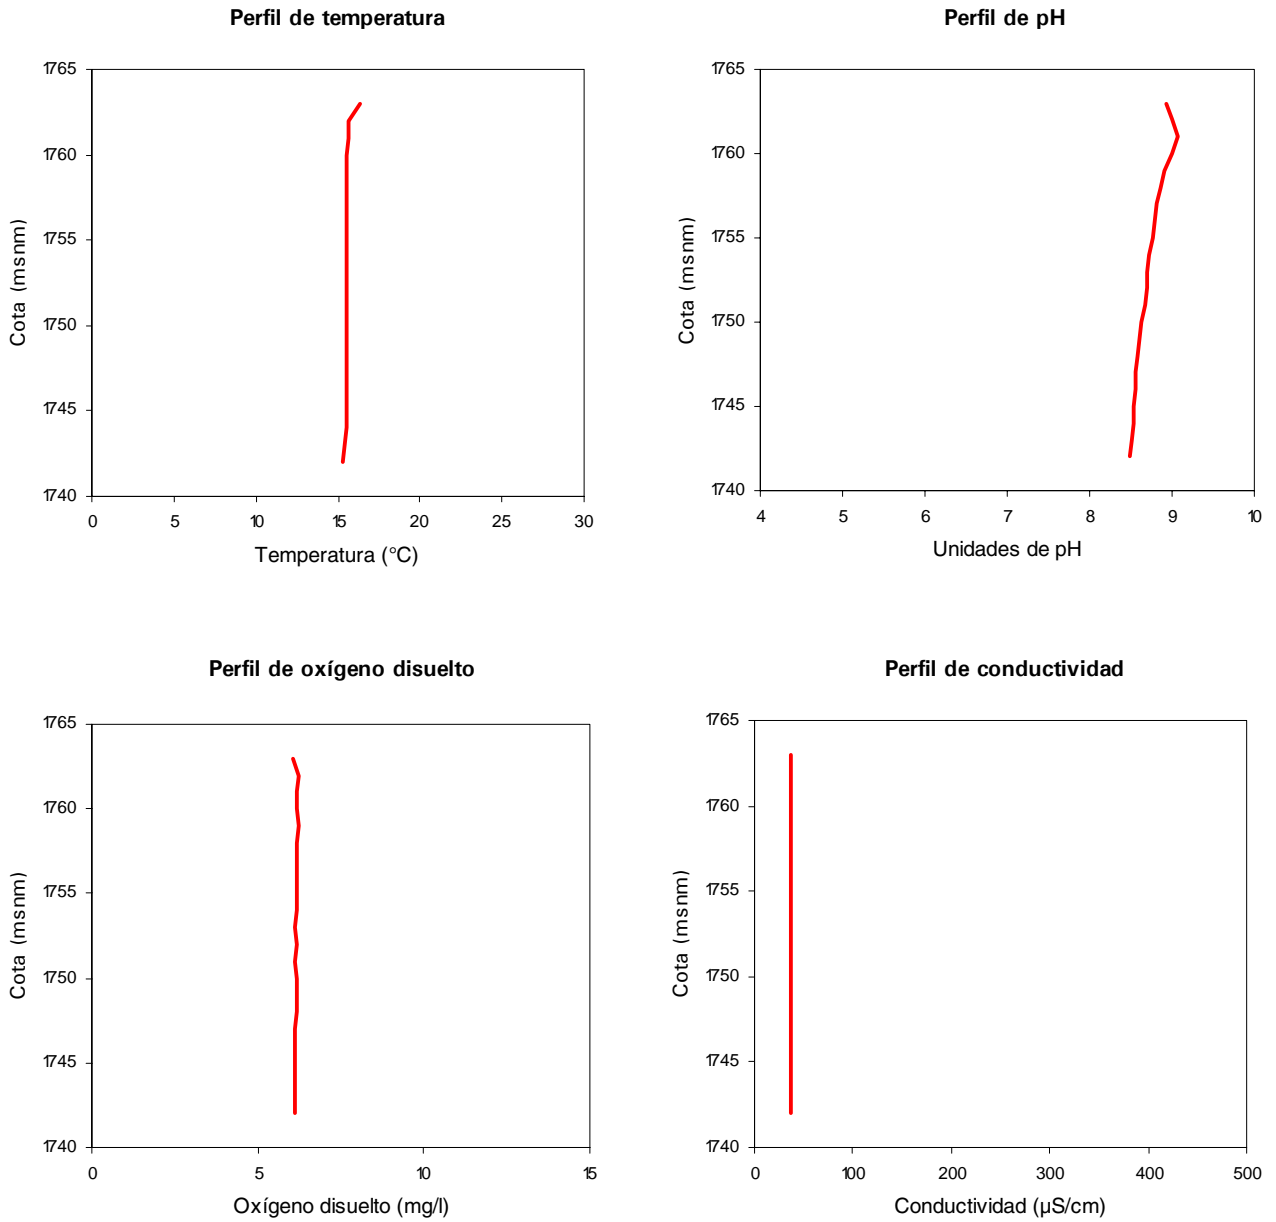 Perfil de temperatura
1765
1760
1755
1750
1745
1740
Cota (msnm)
0 5 10 15 20 25 30
Temperatura (°C)
Perfil de pH
1765
1760
1755
1750
1745
1740
Cota (msnm)
4 5 6 7 8 9 10
Unidades de pH
Perfil de oxígeno disuelto
1765
1760
1755
1750
1745
1740
Cota (msnm)
0 5 10 15
Oxígeno disuelto (mg/l)
Perfil de conductividad
1765
1760
1755
1750
1745
1740
Cota (msnm)
0 100 200 300 400 500
Conductividad (µS/cm)